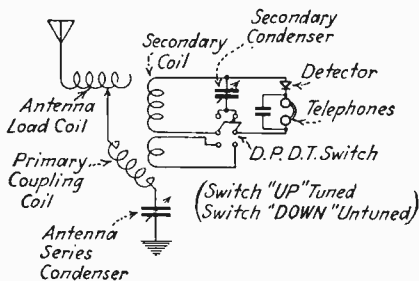 Secondary
Coil
Secondary
Condenser
Detector
Telephones
Antenna
Load Coil
Primary
Coupling
Coil
D.P.D.T. Switch
(Switch "UP" Tuned
(Switch "DOWN" Untuned)
Antenna
Series
Condenser